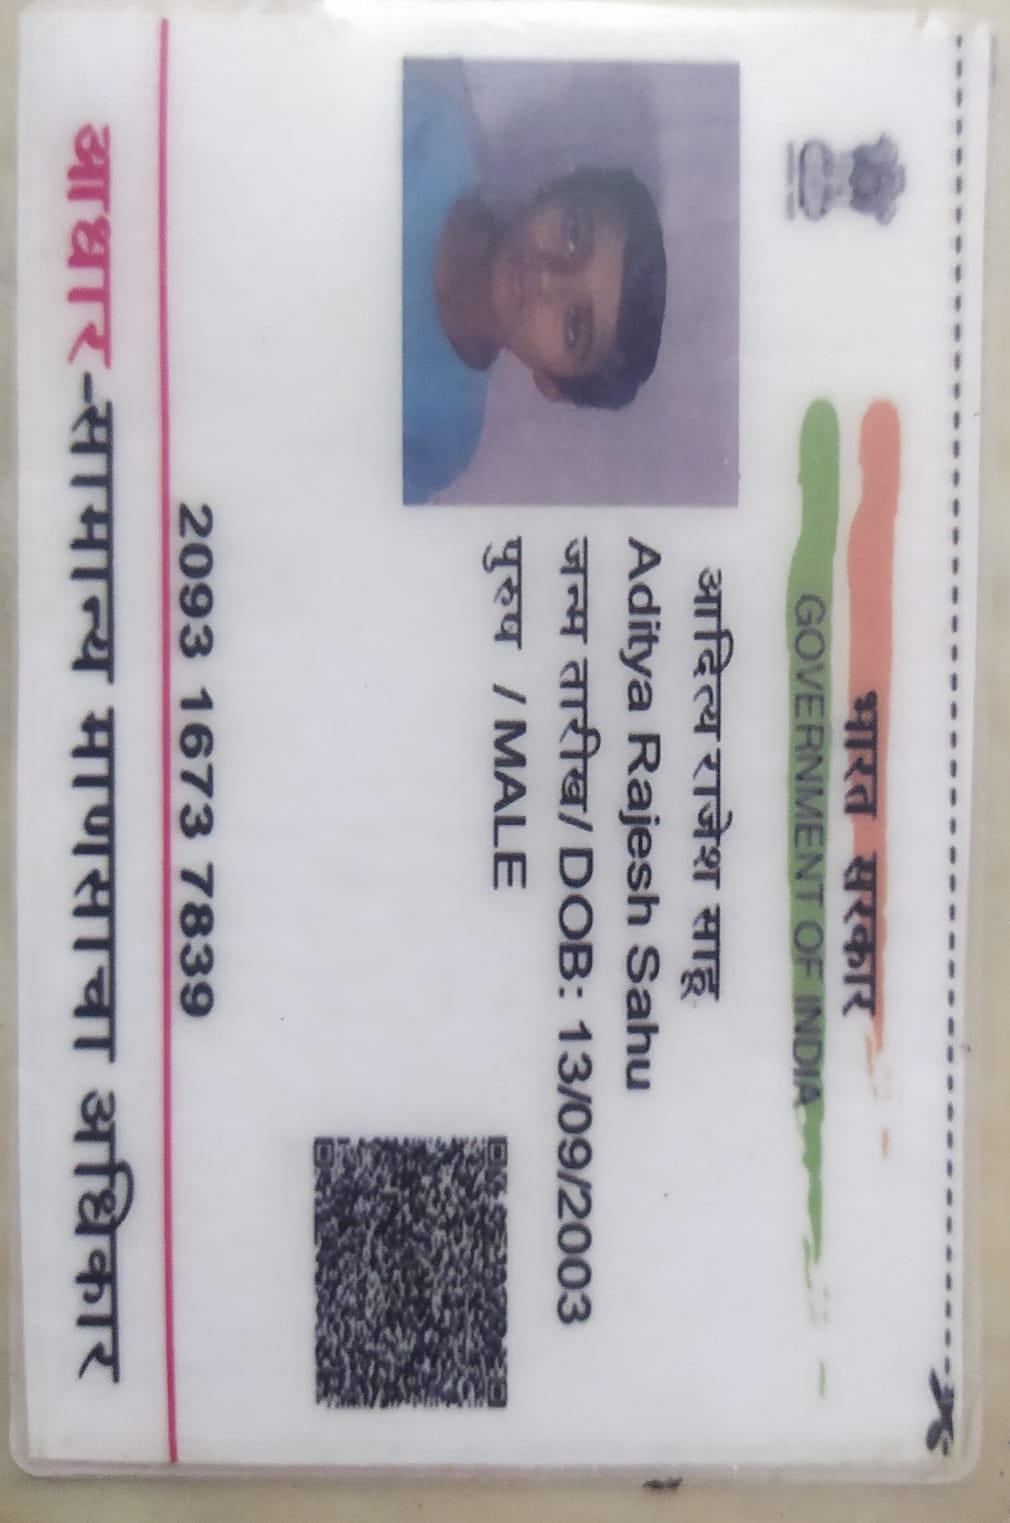 भारत सरकार
GOVERNMENT OF INDIA
आदित्य राजेश साहू
Aditya Rajesh Sahu
जन्म तारीख/ DOB: 13/09/2003
पुरुष / MALE
2093 1673 7839
आधार-सामान्य माणसाचा अधिकार